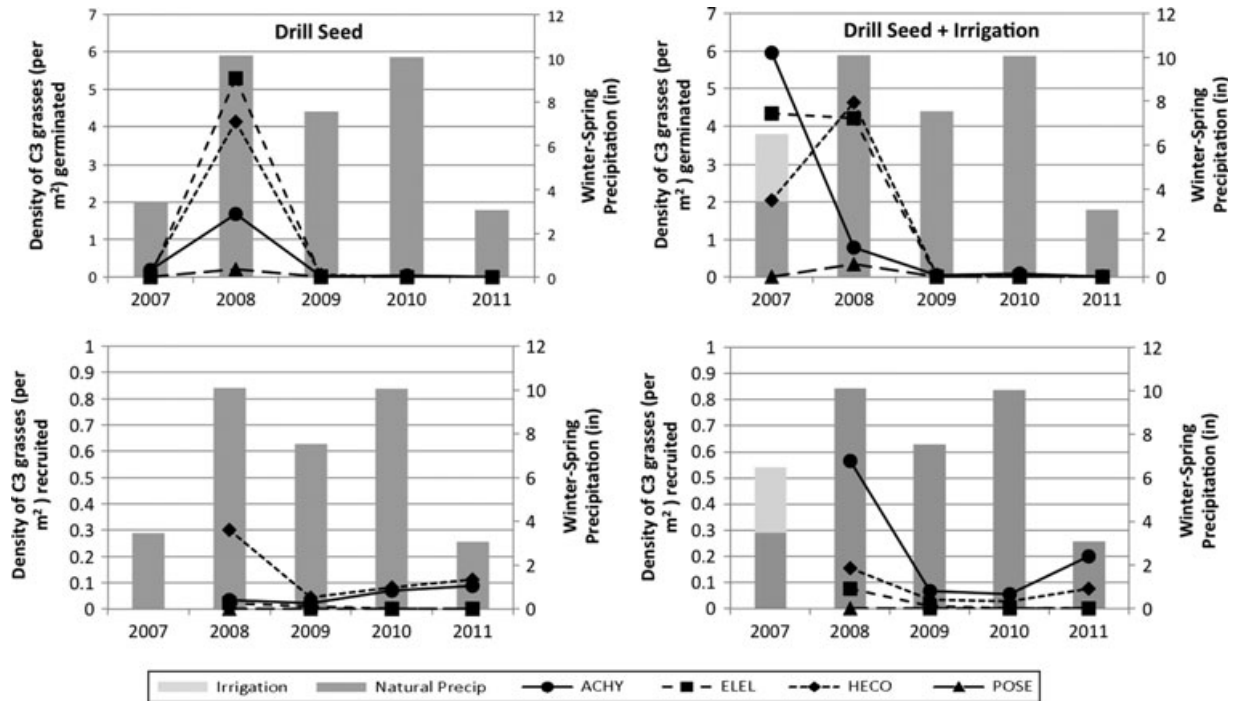 Drill Seed
Density of C3 grasses (per
m²) germinated
7
6
5
4
3
2
1
0
12
10
8
6
4
2
0
Winter-Spring
Precipitation (in)
2007 2008 2009 2010 2011
Drill Seed + Irrigation
Density of C3 grasses (per
m²) germinated
7
6
5
4
3
2
1
0
12
10
8
6
4
2
0
Winter-Spring
Precipitation (in)
2007 2008 2009 2010 2011
Density of C3 grasses (per
m² ) recruited
1
0.9
0.8
0.7
0.6
0.5
0.4
0.3
0.2
0.1
0
12
10
8
6
4
2
0
Winter-Spring
Precipitation (in)
2007 2008 2009 2010 2011
Density of C3 grasses (per
m² ) recruited
1
0.9
0.8
0.7
0.6
0.5
0.4
0.3
0.2
0.1
0
12
10
8
6
4
2
0
Winter-Spring
Precipitation (in)
2007 2008 2009 2010 2011
Irrigation Natural Precip ACHY ELEL HECO POSE